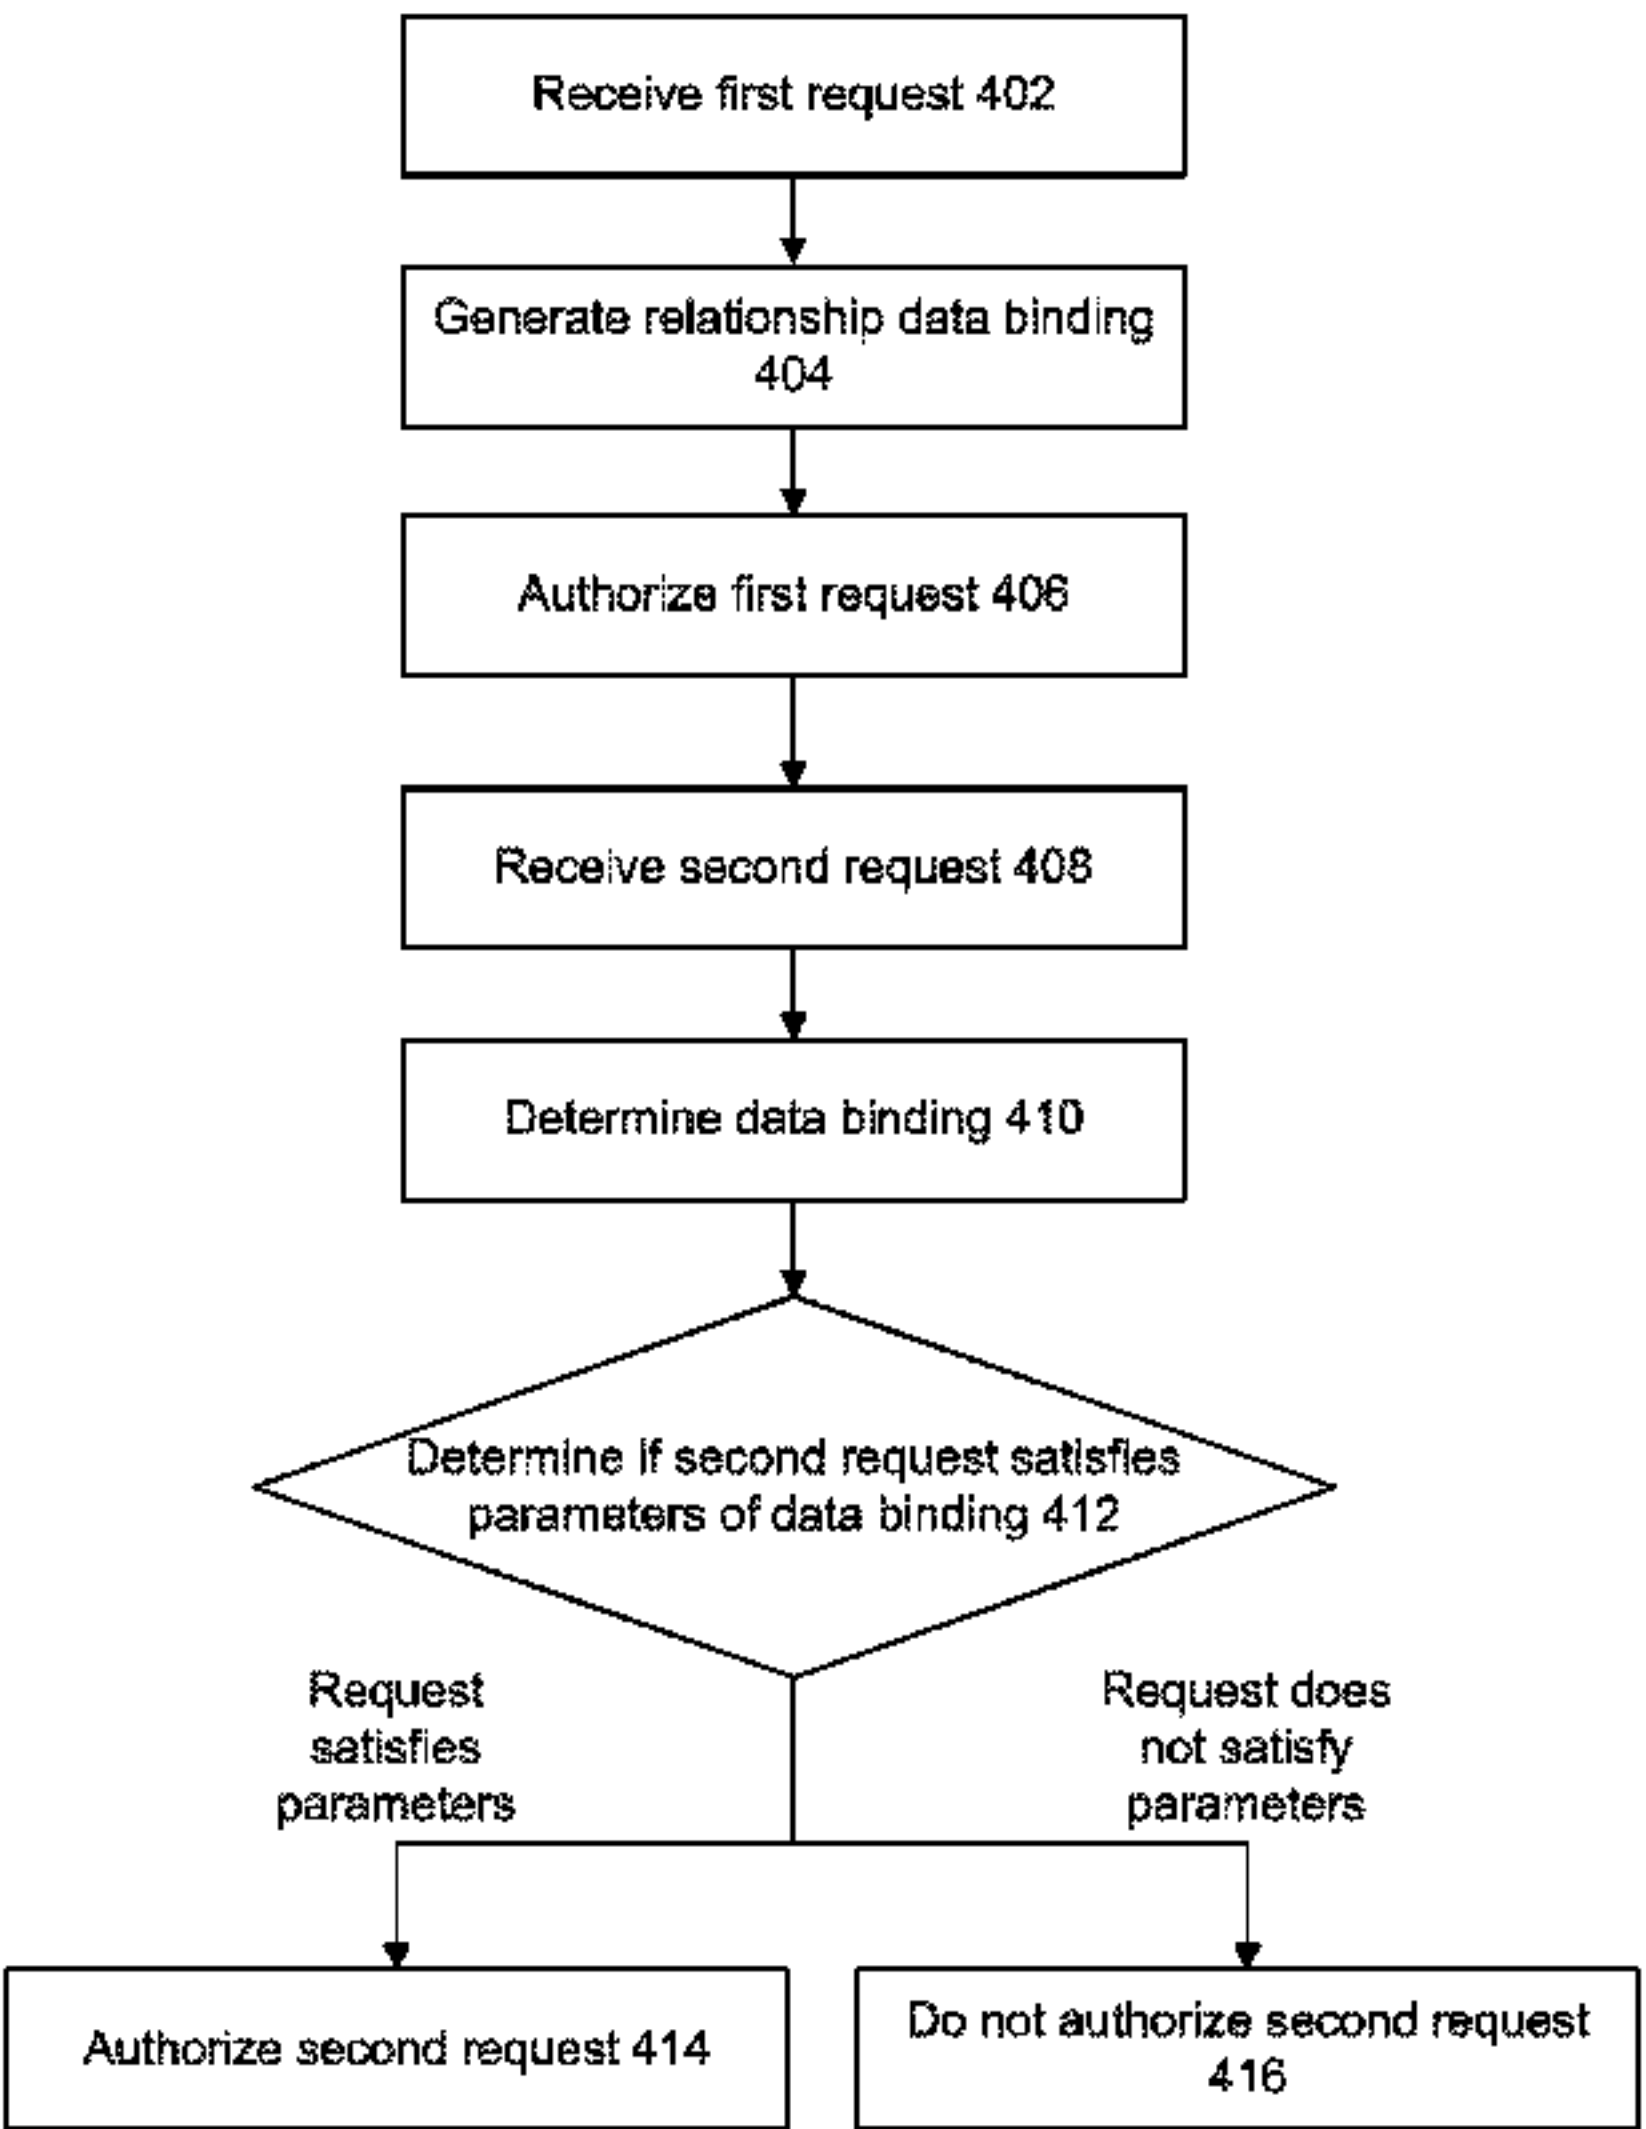 Receive first request 402
Generate relationship data binding
404
Authorize first request 406
Receive second request 408
Determine data binding 410
Determine if second request satisfies
parameters of data binding 412
Request
satisfies
parameters
Request does
not satisfy
parameters
Authorize second request 414
Do not authorize second request
416